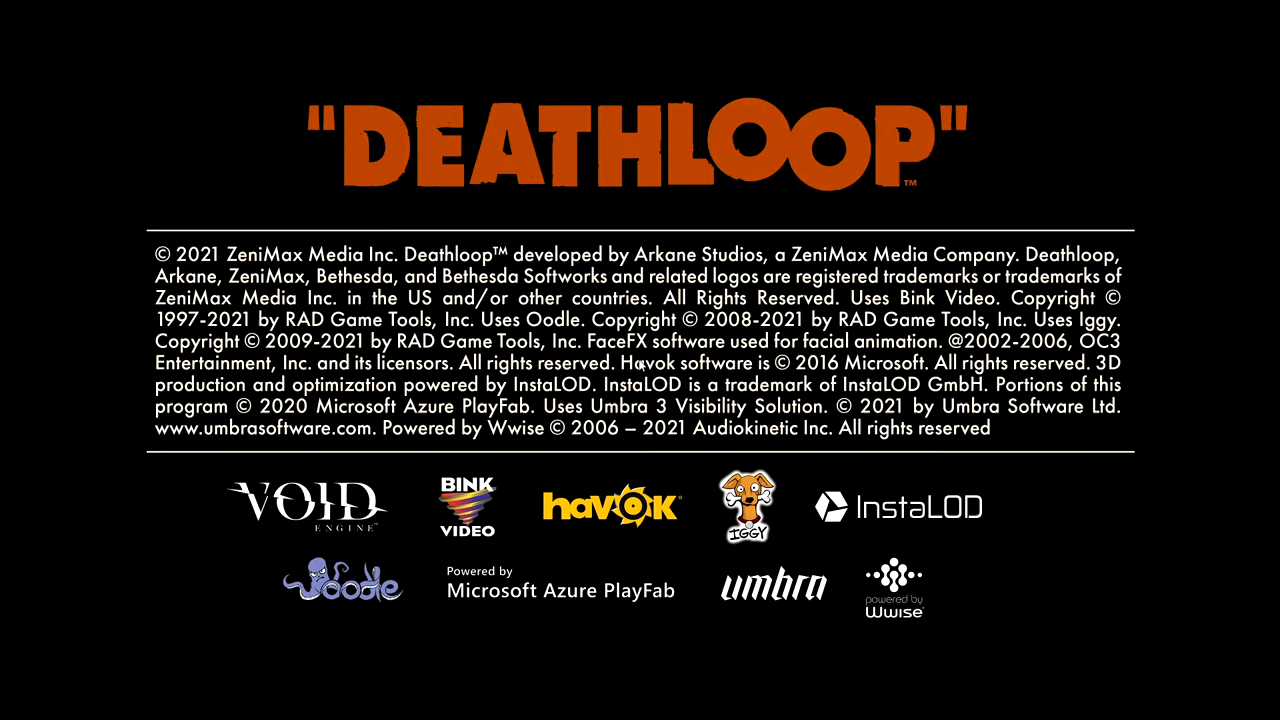 "DEATHLOOP"™
© 2021 ZeniMax Media Inc. Deathloop™ developed by Arkane Studios, a ZeniMax Media Company. Deathloop,
Arkane, ZeniMax, Bethesda, and Bethesda Softworks and related logos are registered trademarks or trademarks of
ZeniMax Media Inc. in the US and/or other countries. All Rights Reserved. Uses Bink Video. Copyright ©
1997-2021 by RAD Game Tools, Inc. Uses Oodle. Copyright © 2008-2021 by RAD Game Tools, Inc. Uses Iggy.
Copyright © 2009-2021 by RAD Game Tools, Inc. FaceFX software used for facial animation. @2002-2006, OC3
Entertainment, Inc. and its licensors. All rights reserved. Havok software is © 2016 Microsoft. All rights reserved. 3D
production and optimization powered by InstaLOD. InstaLOD is a trademark of InstaLOD GmbH. Portions of this
program © 2020 Microsoft Azure PlayFab. Uses Umbra 3 Visibility Solution. © 2021 by Umbra Software Ltd.
www.umbrasoftware.com. Powered by Wwise © 2006 – 2021 Audiokinetic Inc. All rights reserved
VOID ENGINE™
BINK VIDEO
havok®
IGGY
InstaLOD
oodle
Powered by
Microsoft Azure PlayFab
umbra
powered by
Wwise